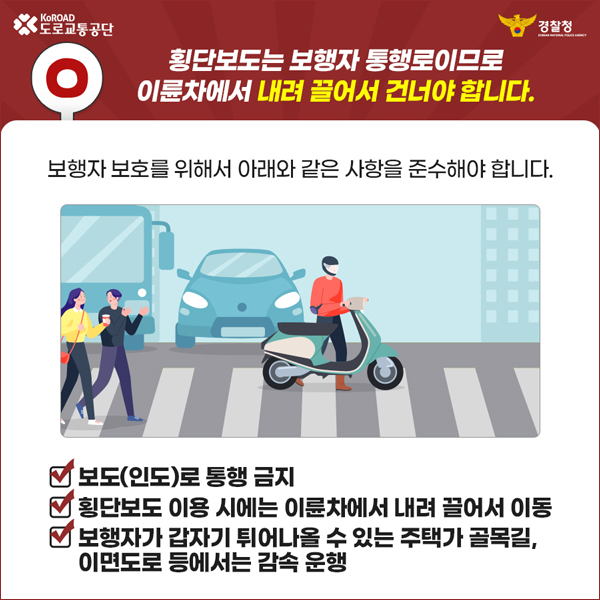 KoROAD
도로교통공단
경찰청
KOREAN NATIONAL POLICE AGENCY
횡단보도는 보행자 통행로이므로
이륜차에서 내려 끌어서 건너야 합니다.
보행자 보호를 위해서 아래와 같은 사항을 준수해야 합니다.
보도(인도)로 통행 금지
횡단보도 이용 시에는 이륜차에서 내려 끌어서 이동
보행자가 갑자기 튀어나올 수 있는 주택가 골목길,
이면도로 등에서는 감속 운행